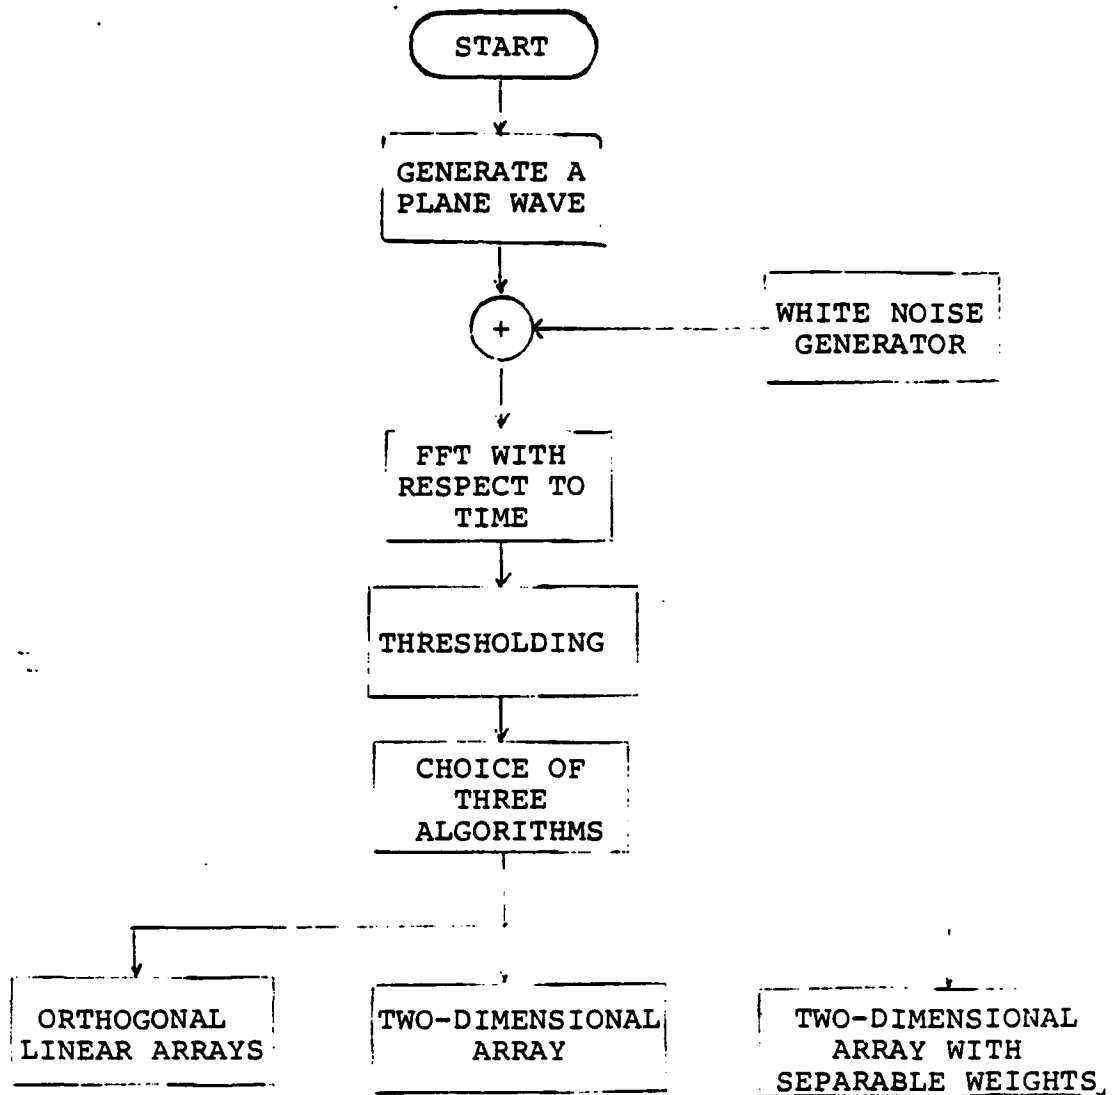 START
GENERATE A
PLANE WAVE
+
WHITE NOISE
GENERATOR
FFT WITH
RESPECT TO
TIME
THRESHOLDING
CHOICE OF
THREE
ALGORITHMS
ORTHOGONAL
LINEAR ARRAYS
TWO-DIMENSIONAL
ARRAY
TWO-DIMENSIONAL
ARRAY WITH
SEPARABLE WEIGHTS